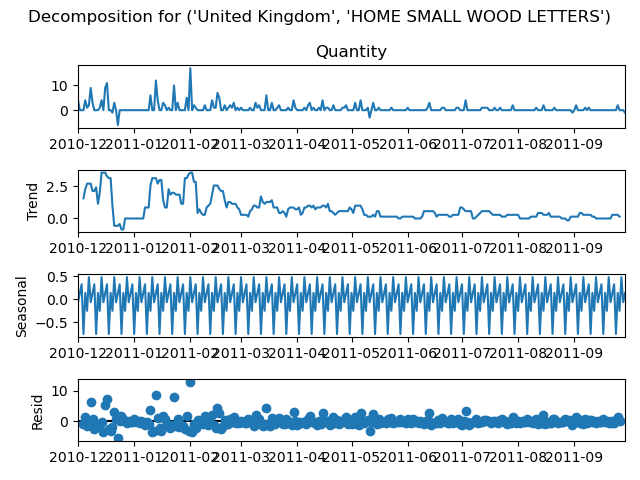 Decomposition for ('United Kingdom', 'HOME SMALL WOOD LETTERS')
Quantity
10
0
2010-12 2011-01 2011-02 2011-03 2011-04 2011-05 2011-06 2011-07 2011-08 2011-09
Trend
2.5
0.0
2010-12 2011-01 2011-02 2011-03 2011-04 2011-05 2011-06 2011-07 2011-08 2011-09
Seasonal
0.5
0.0
−0.5
2010-12 2011-01 2011-02 2011-03 2011-04 2011-05 2011-06 2011-07 2011-08 2011-09
Resid
10
0
2010-12 2011-01 2011-02 2011-03 2011-04 2011-05 2011-06 2011-07 2011-08 2011-09